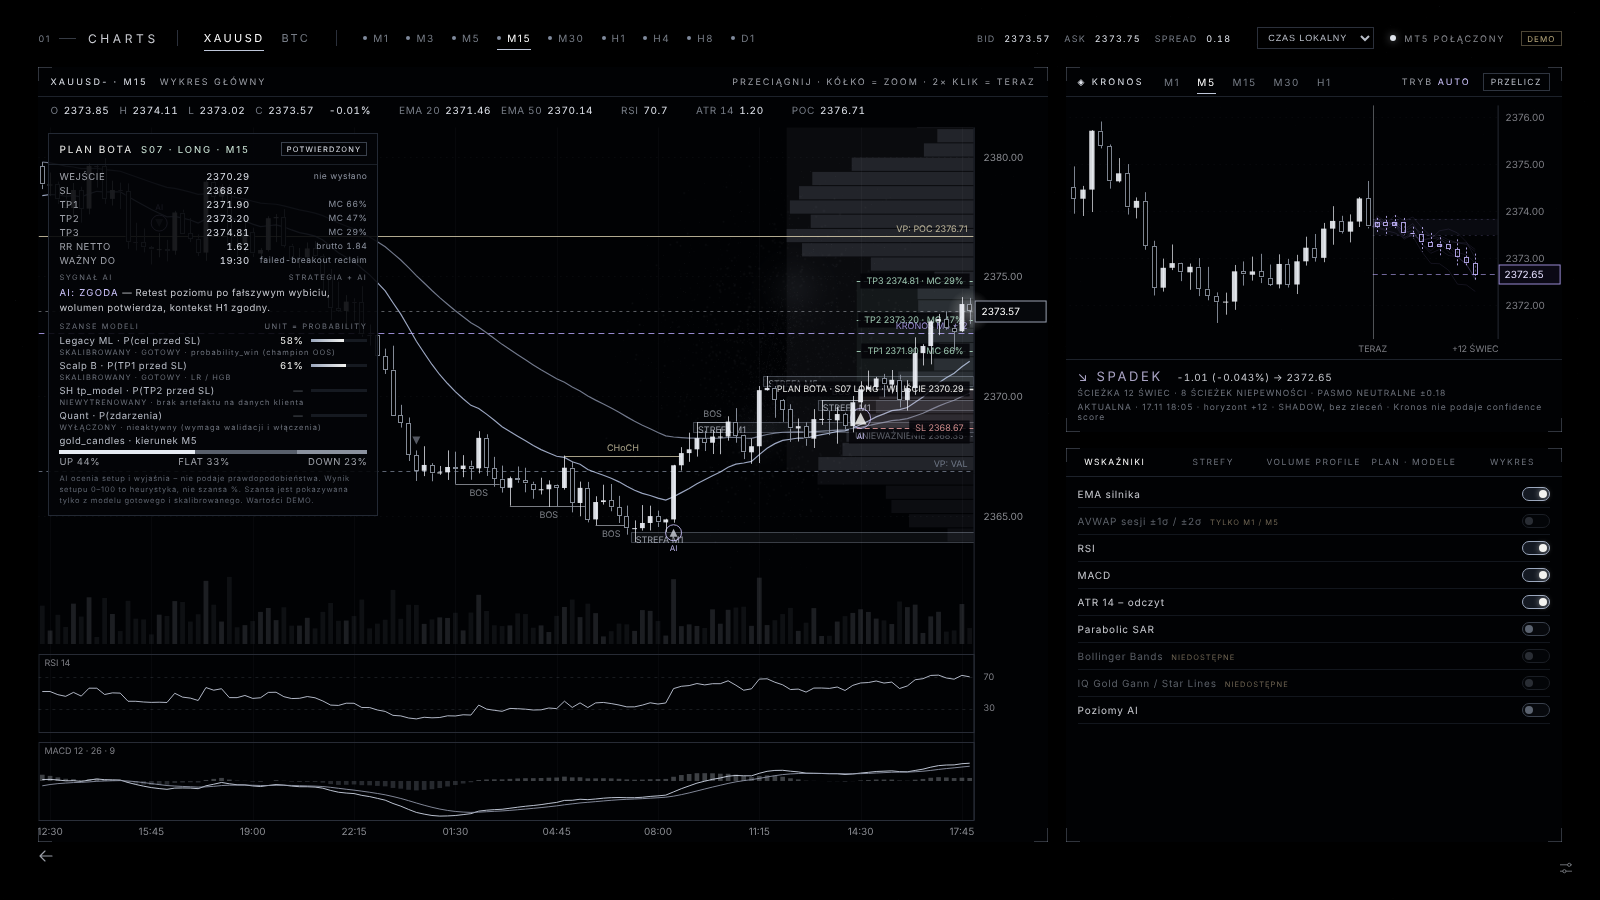 01 — CHARTS XAUUSD BTC • M1 • M3 • M5 • M15 • M30 • H1 • H4 • H8 • D1 BID 2373.57 ASK 2373.75 SPREAD 0.18 CZAS LOKALNY MT5 POŁĄCZONY DEMO
XAUUSD- · M15 WYKRES GŁÓWNY PRZECIĄGNIJ · KÓŁKO = ZOOM · 2× KLIK = TERAZ
O 2373.85 H 2374.11 L 2373.02 C 2373.57 -0.01% EMA 20 2371.46 EMA 50 2370.14 RSI 70.7 ATR 14 1.20 POC 2376.71
PLAN BOTA S07 · LONG · M15 POTWIERDZONY
WEJŚCIE 2370.29 nie wysłano
SL 2368.67
TP1 2371.90 MC 66%
TP2 2373.20 MC 47%
TP3 2374.81 MC 29%
RR NETTO 1.62 brutto 1.84
WAŻNY DO 19:30 failed-breakout reclaim
SYGNAŁ AI STRATEGIA + AI
AI: ZGODA — Retest poziomu po fałszywym wybiciu,
wolumen potwierdza, kontekst H1 zgodny.
SZANSE MODELI UNIT = PROBABILITY
Legacy ML · P(cel przed SL) 58%
SKALIBROWANY · GOTOWY · probability_win (champion OOS)
Scalp B · P(TP1 przed SL) 61%
SKALIBROWANY · GOTOWY · LR / HGB
SH tp_model · P(TP2 przed SL) —
NIEWYTRENOWANY · brak artefaktu na danych klienta
Quant · P(zdarzenia) —
WYŁĄCZONY · nieaktywny (wymaga walidacji i włączenia)
gold_candles · kierunek M5
UP 44% FLAT 33% DOWN 23%
AI ocenia setup i wyjaśnia – nie podaje prawdopodobieństwa. Wynik
setupu 0–100 to heurystyka, nie szansa %. Szansa jest pokazywana
tylko z modelu gotowego i skalibrowanego. Wartości DEMO.
2380.00
VP: POC 2376.71
2375.00
TP3 2374.81 · MC 29%
2373.57
TP2 2373.20 · MC 47%
KRONOS
TP1 2371.90 · MC 66%
PLAN BOTA · S07 LONG · WEJŚCIE 2370.29
2370.00
STREFA M1
BOS
STREFA M1
SL 2368.67
AI
UNIEWAŻNIENIE 2368.35
CHoCH
VP: VAL
BOS
BOS
2365.00
BOS
STREFA M1
AI
RSI 14
70
30
MACD 12 · 26 · 9
12:30 15:45 19:00 22:15 01:30 04:45 08:00 11:15 14:30 17:45
◈ KRONOS M1 M5 M15 M30 H1 TRYB AUTO PRZELICZ
2376.00
2375.00
2374.00
2373.00
2372.65
2372.00
TERAZ +12 ŚWIEC
↘ SPADEK -1.01 (-0.043%) → 2372.65
ŚCIEŻKA 12 ŚWIEC · 8 ŚCIEŻEK NIEPEWNOŚCI · PASMO NEUTRALNE ±0.18
AKTUALNA · 17.11 18:05 · horyzont +12 · SHADOW, bez zleceń · Kronos nie podaje confidence
score
WSKAŹNIKI STREFY VOLUME PROFILE PLAN · MODELE WYKRES
EMA silnika
AVWAP sesji ±1σ / ±2σ TYLKO M1 / M5
RSI
MACD
ATR 14 – odczyt
Parabolic SAR
Bollinger Bands NIEDOSTĘPNE
IQ Gold Gann / Star Lines NIEDOSTĘPNE
Poziomy AI